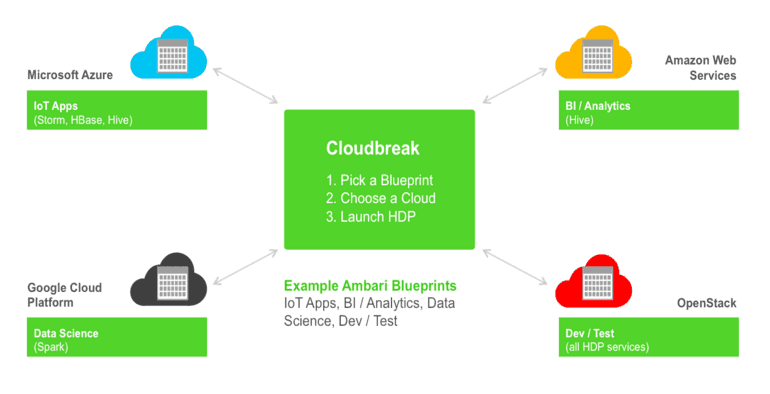 Microsoft Azure
IoT Apps
(Storm, HBase, Hive)
Amazon Web
Services
BI / Analytics
(Hive)
Cloudbreak
1. Pick a Blueprint
2. Choose a Cloud
3. Launch HDP
Example Ambari Blueprints
IoT Apps, BI / Analytics, Data
Science, Dev / Test
Google Cloud
Platform
Data Science
(Spark)
OpenStack
Dev / Test
(all HDP services)